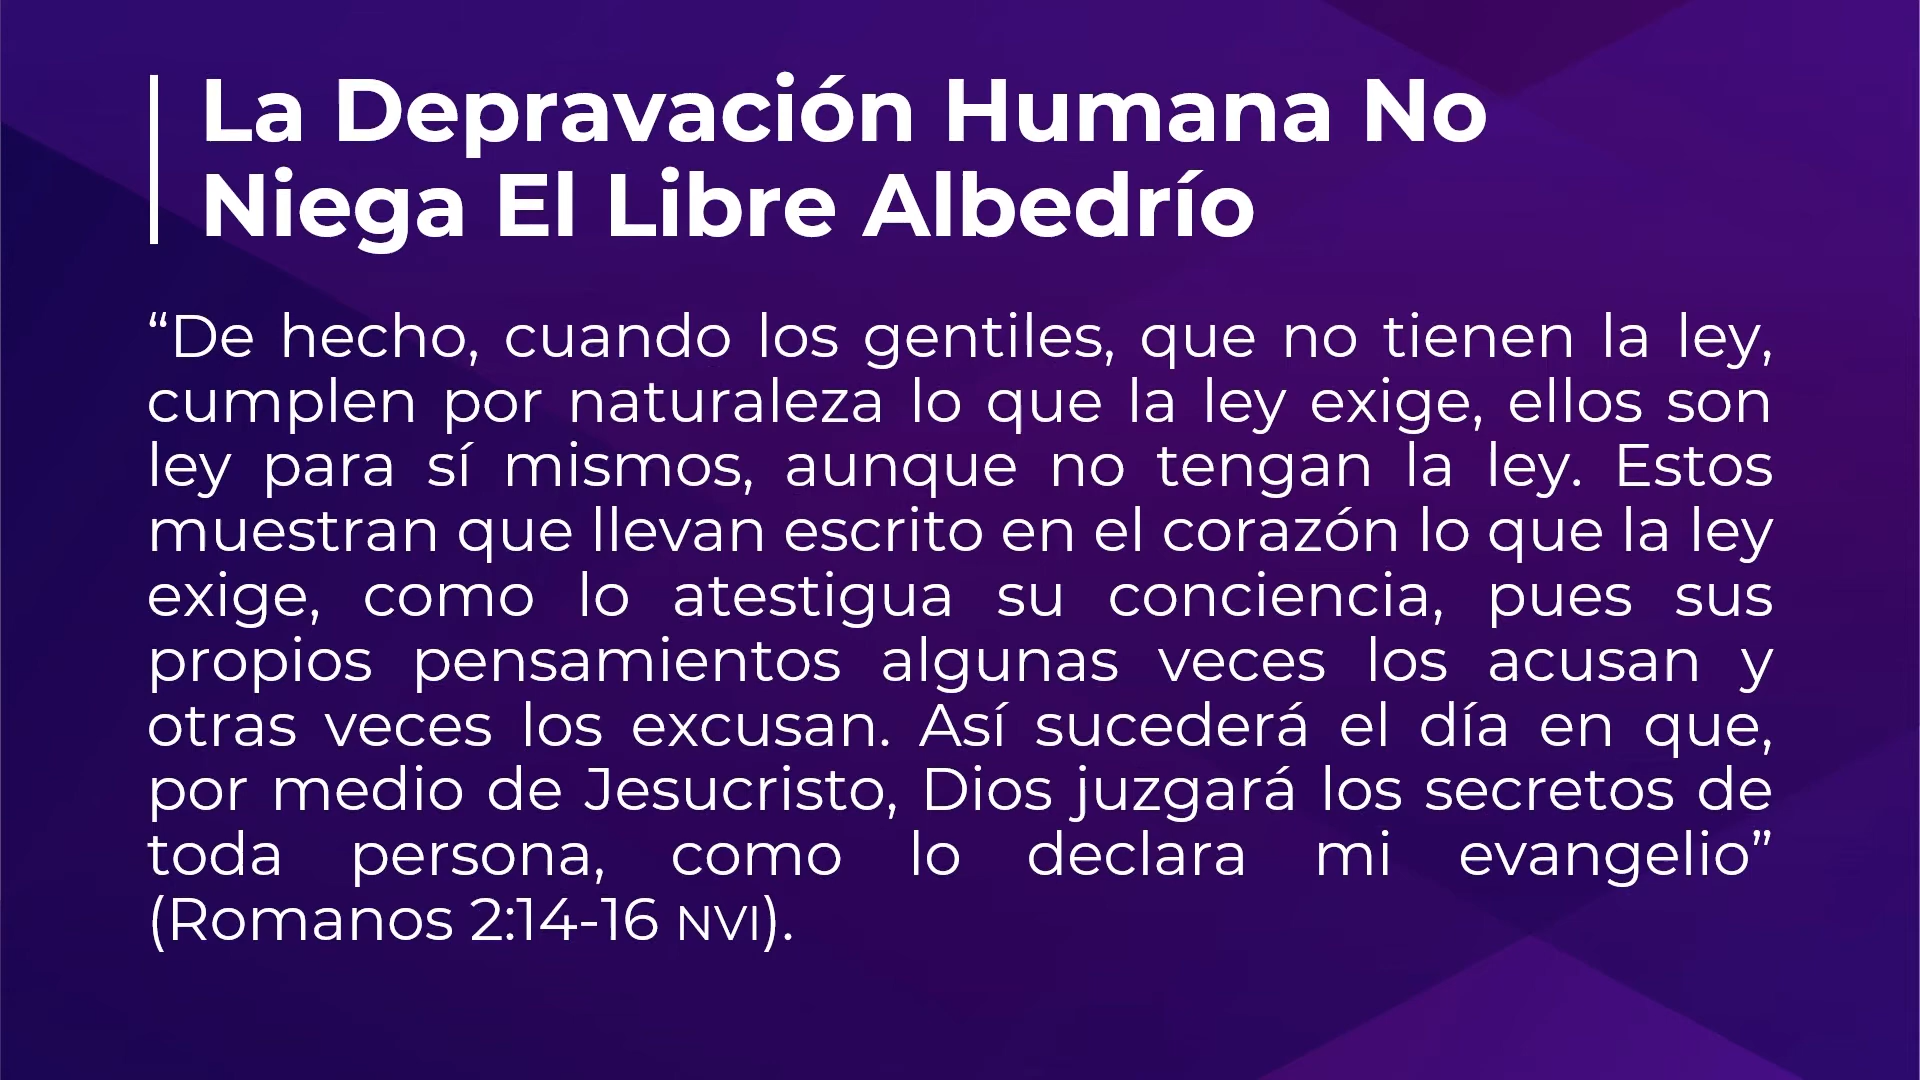 La Depravación Humana No
Niega El Libre Albedrío
“De hecho, cuando los gentiles, que no tienen la ley,
cumplen por naturaleza lo que la ley exige, ellos son
ley para sí mismos, aunque no tengan la ley. Estos
muestran que llevan escrito en el corazón lo que la ley
exige, como lo atestigua su conciencia, pues sus
propios pensamientos algunas veces los acusan y
otras veces los excusan. Así sucederá el día en que,
por medio de Jesucristo, Dios juzgará los secretos de
toda persona, como lo declara mi evangelio”
(Romanos 2:14-16 NVI).